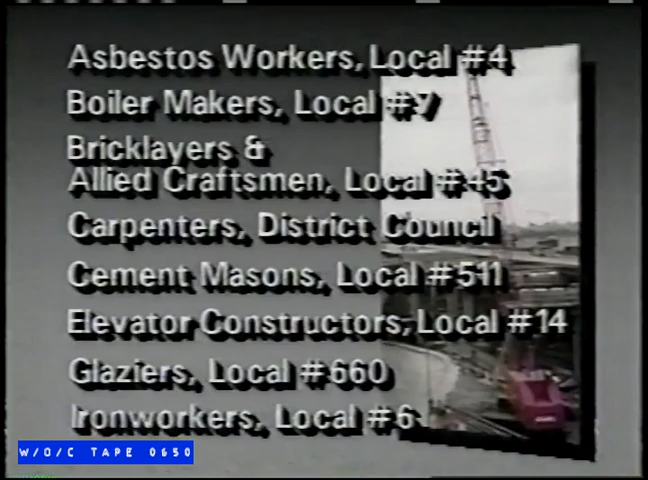 Asbestos Workers, Local #4
Boiler Makers, Local #7
Bricklayers &
Allied Craftsmen, Local #45
Carpenters, District Council
Cement Masons, Local #511
Elevator Constructors, Local #14
Glaziers, Local #660
Ironworkers, Local #6
W/O/C TAPE 0650